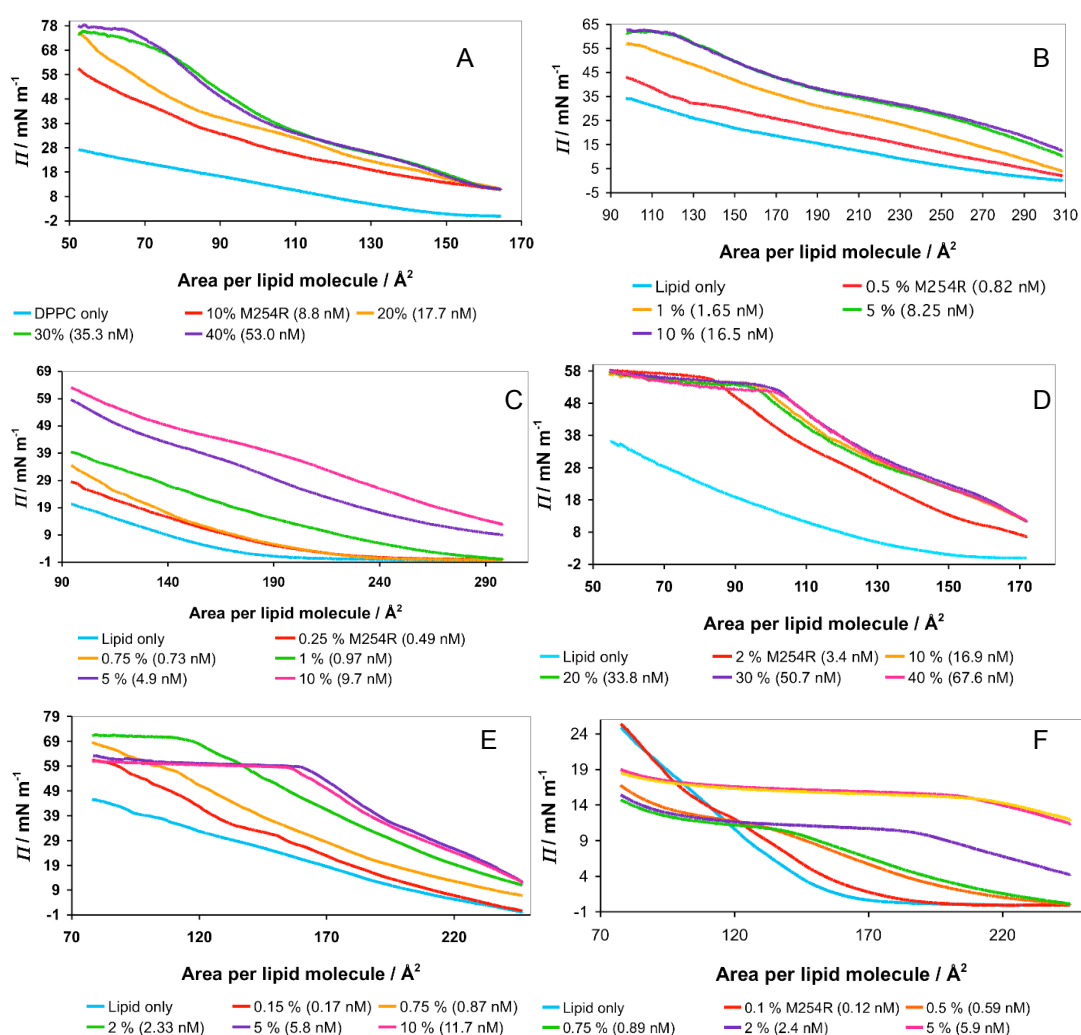 A
78
68
58
48
38
28
18
8
-2
Π / mN m-1
50 70 90 110 130 150 170
Area per lipid molecule / Å2
DPPC only 10% M254R (8.8 nM) 20% (17.7 nM)
30% (35.3 nM) 40% (53.0 nM)
B
65
55
45
35
25
15
5
-5
Π / mN m-1
90 110 130 150 170 190 210 230 250 270 290 310
Area per lipid molecule / Å2
Lipid only 0.5 % M254R (0.82 nM)
1 % (1.65 nM) 5 % (8.25 nM)
10 % (16.5 nM)
C
69
59
49
39
29
19
9
-1
Π / mN m-1
90 140 190 240 290
Area per lipid molecule / Å2
Lipid only 0.25 % M254R (0.49 nM)
0.75 % (0.73 nM) 1 % (0.97 nM)
5 % (4.9 nM) 10 % (9.7 nM)
D
58
48
38
28
18
8
-2
Π / mN m-1
50 70 90 110 130 150 170
Area per lipid molecule / Å2
Lipid only 2 % M254R (3.4 nM) 10 % (16.9 nM)
20 % (33.8 nM) 30 % (50.7 nM) 40 % (67.6 nM)
E
79
69
59
49
39
29
19
9
-1
Π / mN m-1
70 120 170 220
Area per lipid molecule / Å2
Lipid only 0.15 % (0.17 nM) 0.75 % (0.87 nM)
2 % (2.33 nM) 5 % (5.8 nM) 10 % (11.7 nM)
F
24
19
14
9
4
-1
Π / mN m-1
70 120 170 220
Area per lipid molecule / Å2
Lipid only 0.1 % M254R (0.12 nM) 0.5 % (0.59 nM)
0.75 % (0.89 nM) 2 % (2.4 nM) 5 % (5.9 nM)